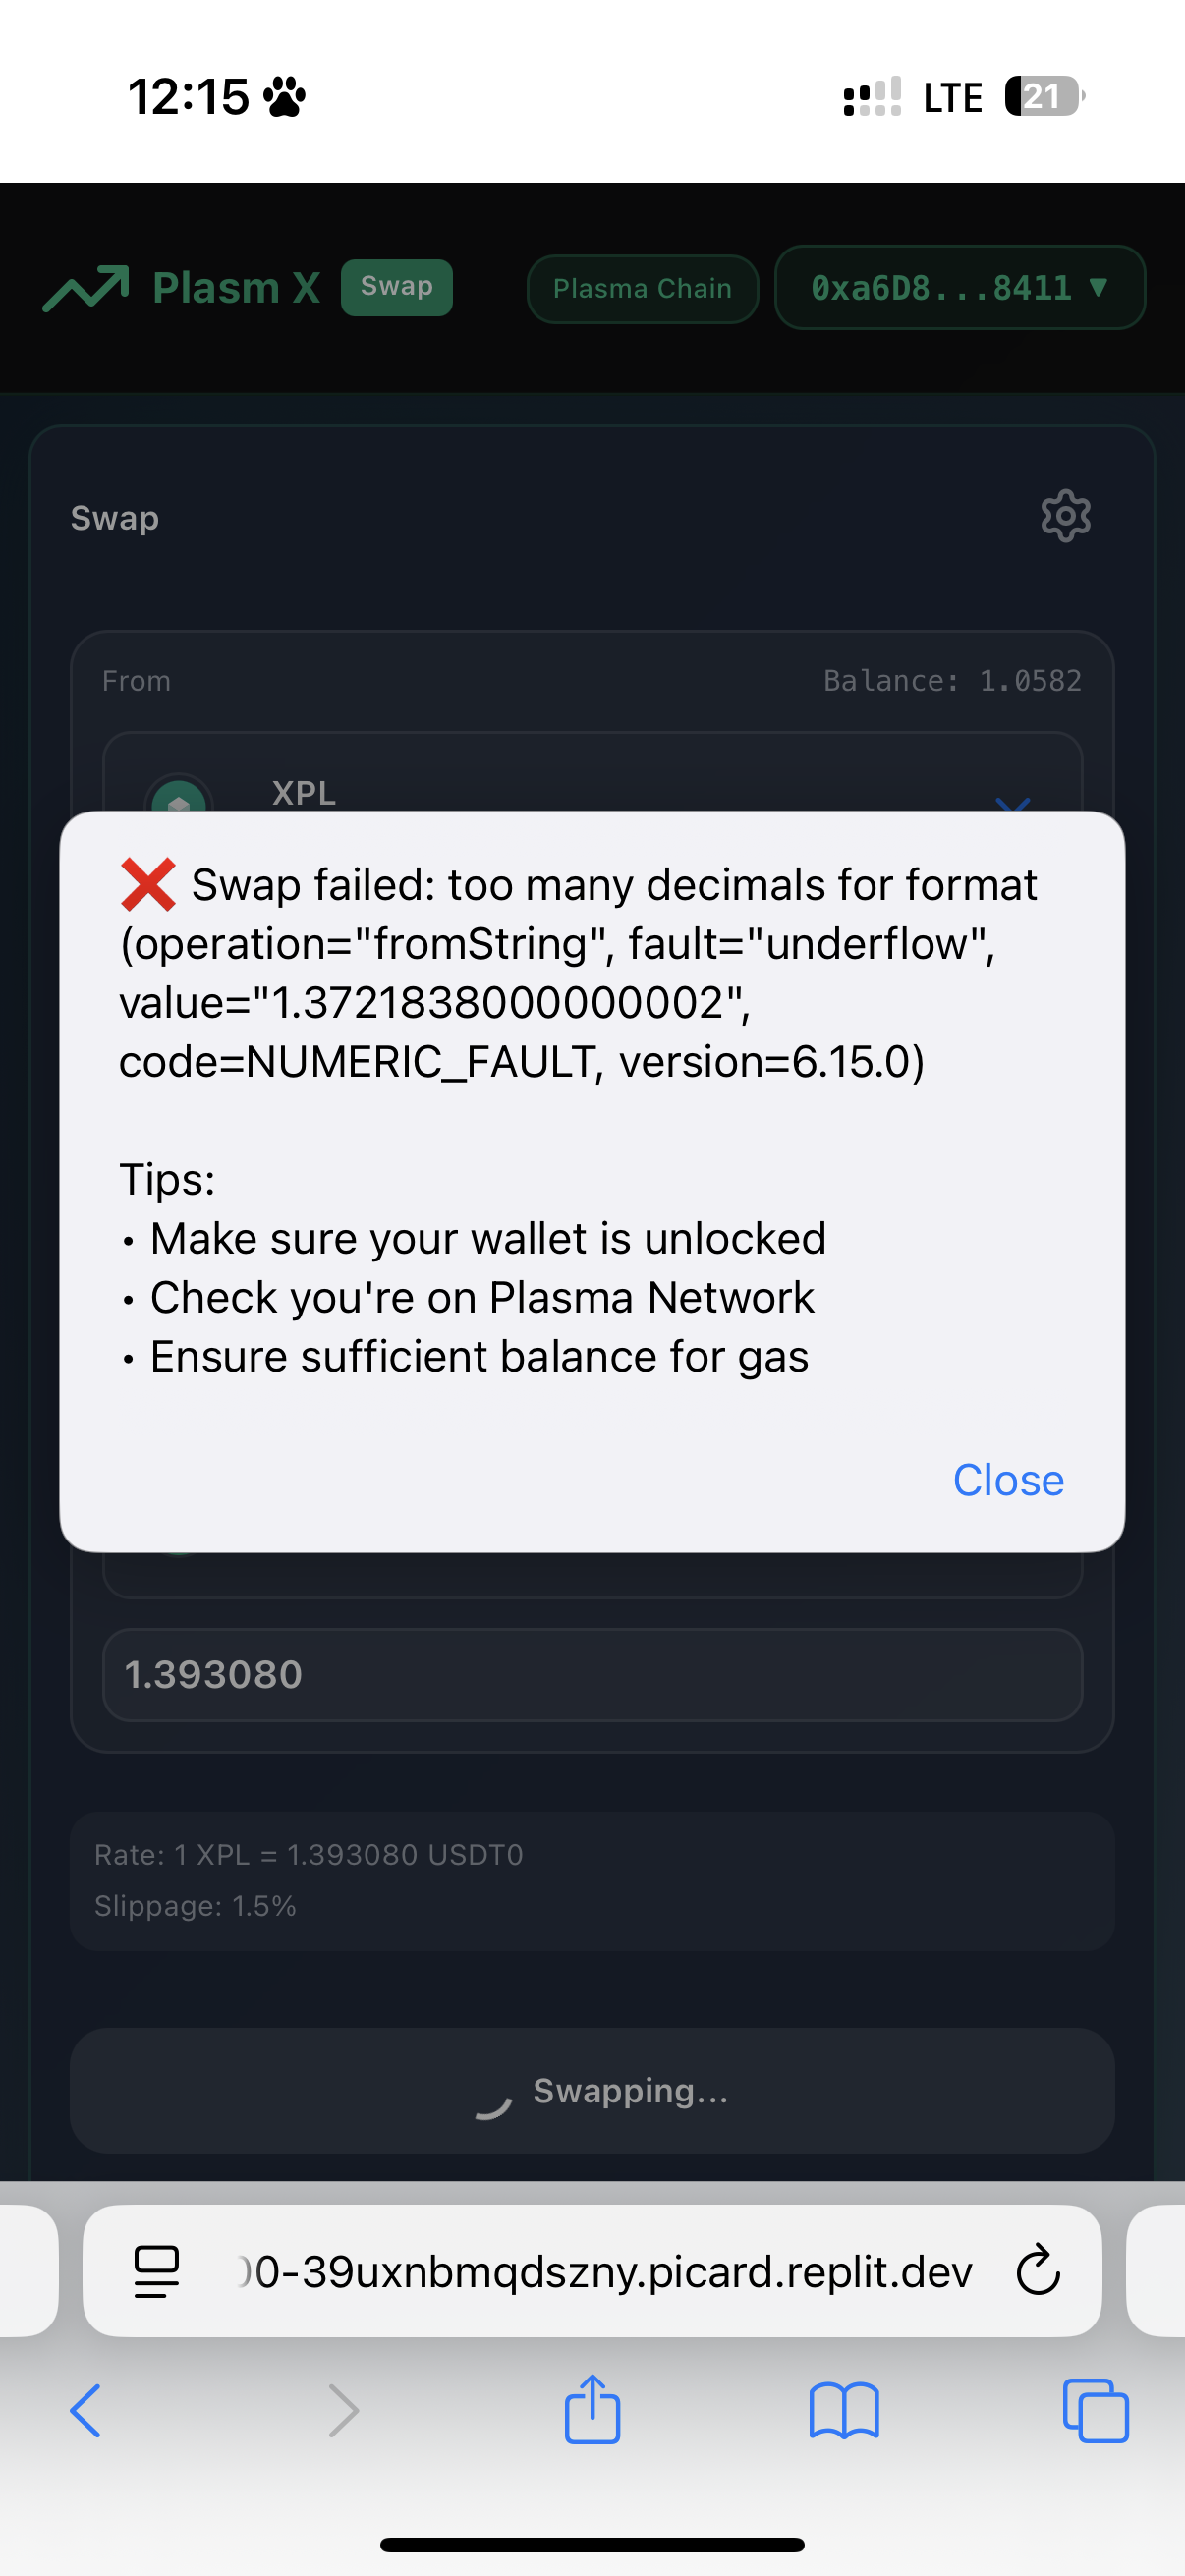 12:15
LTE 21
Plasm X Swap Plasma Chain 0xa6D8...8411 ▼
Swap
From Balance: 1.0582
XPL
❌ Swap failed: too many decimals for format
(operation="fromString", fault="underflow",
value="1.3721838000000002",
code=NUMERIC_FAULT, version=6.15.0)
Tips:
• Make sure your wallet is unlocked
• Check you're on Plasma Network
• Ensure sufficient balance for gas
Close
1.393080
Rate: 1 XPL = 1.393080 USDT0
Slippage: 1.5%
Swapping...
0-39uxnbmqdszny.picard.replit.dev